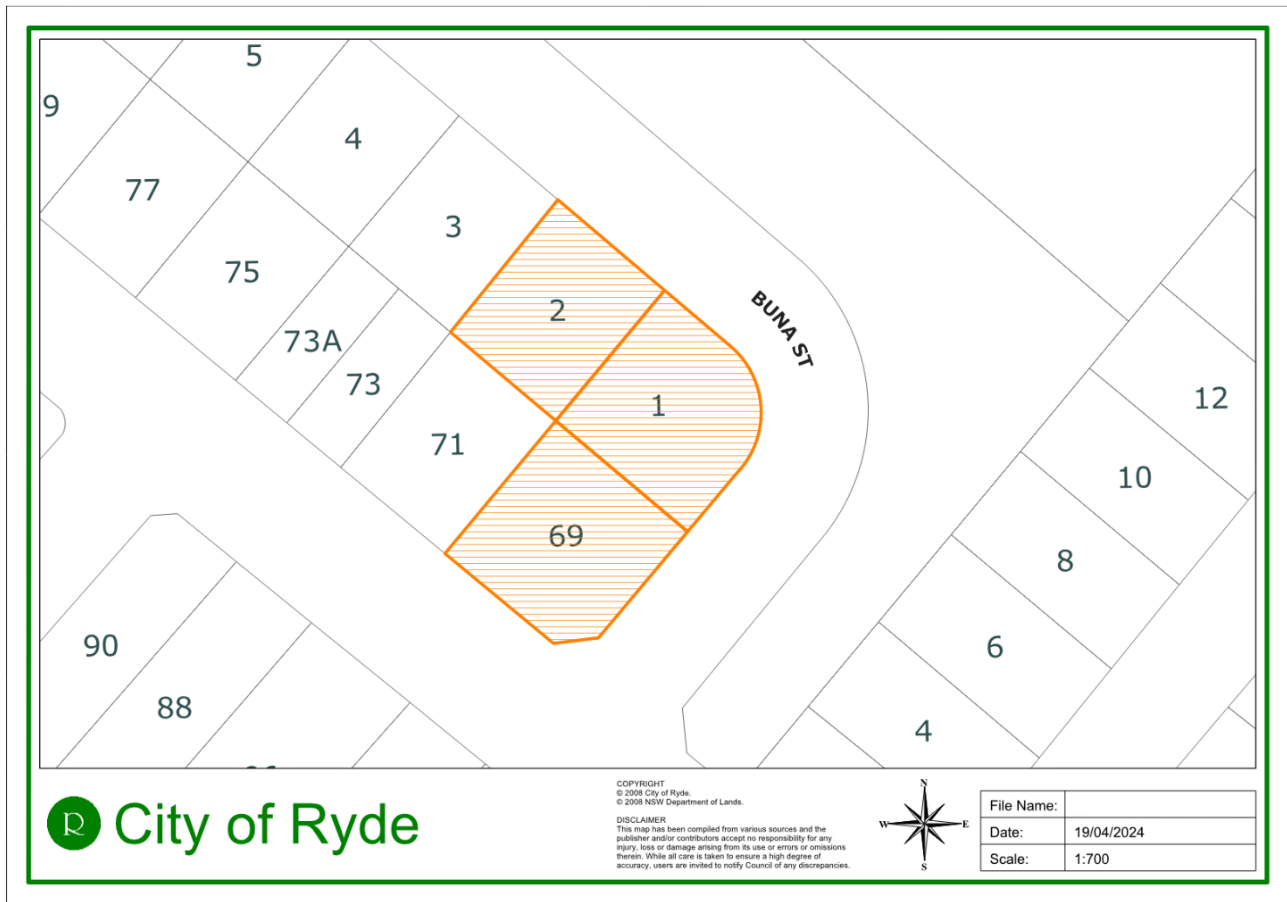 5
9
4
77
3
75
2
BUNA ST
73A
73
1
12
71
10
69
8
90
6
88
4
R City of Ryde
COPYRIGHT
© 2008 City of Ryde.
© 2008 NSW Department of Lands.
DISCLAIMER
This map has been compiled from various sources and the
publisher and/or contributors accept no responsibility for any
injury, loss or damage arising from its use or errors or omissions
therein. While all care is taken to ensure a high degree of
accuracy, users are invited to notify Council of any discrepancies.
N
W E
S
File Name:
Date: 19/04/2024
Scale: 1:700